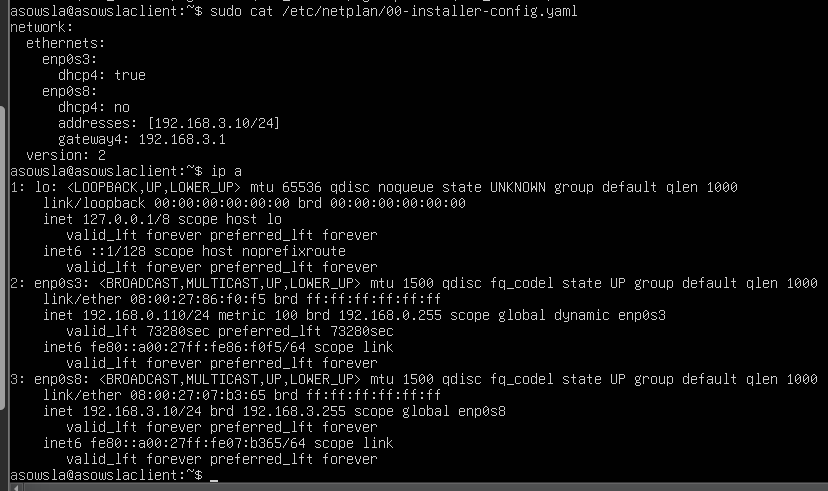 asowsla@asowslaclient:~$ sudo cat /etc/netplan/00-installer-config.yaml
network:
  ethernets:
    enp0s3:
      dhcp4: true
    enp0s8:
      dhcp4: no
      addresses: [192.168.3.10/24]
      gateway4: 192.168.3.1
  version: 2
asowsla@asowslaclient:~$ ip a
1: lo: <LOOPBACK,UP,LOWER_UP> mtu 65536 qdisc noqueue state UNKNOWN group default qlen 1000
    link/loopback 00:00:00:00:00:00 brd 00:00:00:00:00:00
    inet 127.0.0.1/8 scope host lo
       valid_lft forever preferred_lft forever
    inet6 ::1/128 scope host noprefixroute
       valid_lft forever preferred_lft forever
2: enp0s3: <BROADCAST,MULTICAST,UP,LOWER_UP> mtu 1500 qdisc fq_codel state UP group default qlen 1000
    link/ether 08:00:27:86:f0:f5 brd ff:ff:ff:ff:ff:ff
    inet 192.168.0.110/24 metric 100 brd 192.168.0.255 scope global dynamic enp0s3
       valid_lft 73280sec preferred_lft 73280sec
    inet6 fe80::a00:27ff:fe86:f0f5/64 scope link
       valid_lft forever preferred_lft forever
3: enp0s8: <BROADCAST,MULTICAST,UP,LOWER_UP> mtu 1500 qdisc fq_codel state UP group default qlen 1000
    link/ether 08:00:27:07:b3:65 brd ff:ff:ff:ff:ff:ff
    inet 192.168.3.10/24 brd 192.168.3.255 scope global enp0s8
       valid_lft forever preferred_lft forever
    inet6 fe80::a00:27ff:fe07:b365/64 scope link
       valid_lft forever preferred_lft forever
asowsla@asowslaclient:~$ _